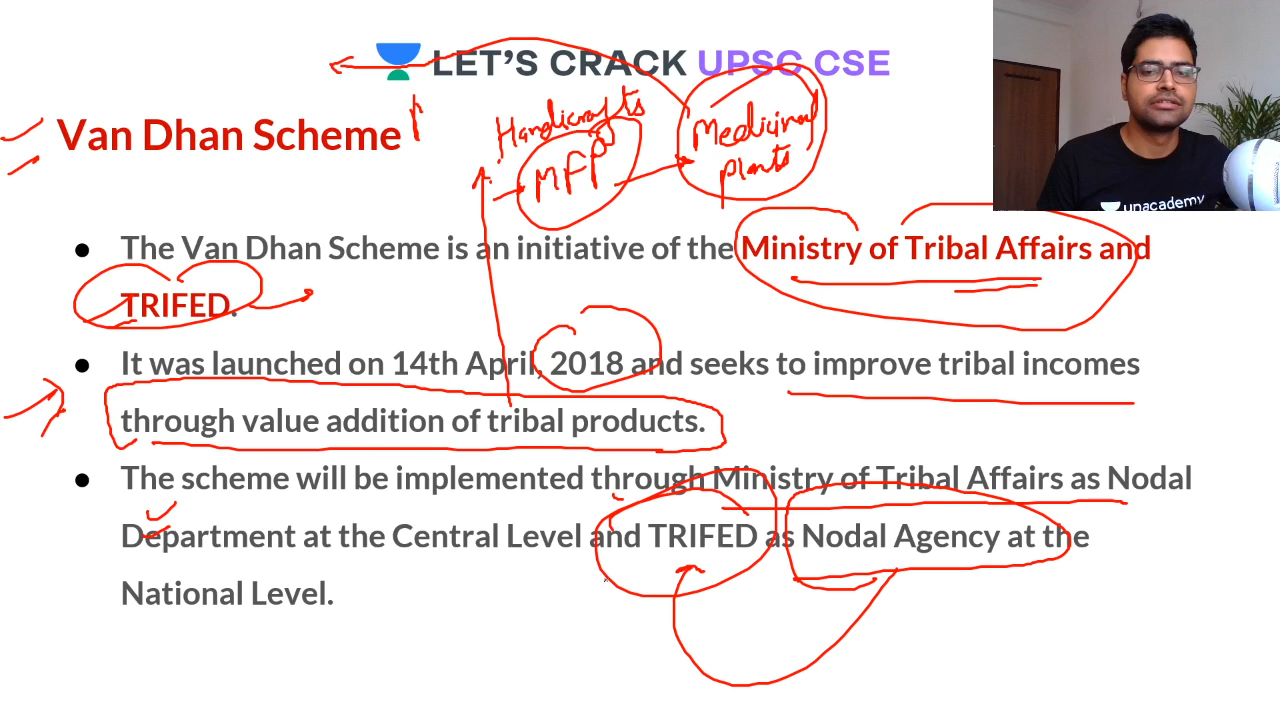 LET'S CRACK UPSC CSE
Van Dhan Scheme
Handicrafts
MFP
Medicinal
plants
unacademy
● The Van Dhan Scheme is an initiative of the Ministry of Tribal Affairs and
TRIFED.
● It was launched on 14th April, 2018 and seeks to improve tribal incomes
through value addition of tribal products.
● The scheme will be implemented through Ministry of Tribal Affairs as Nodal
Department at the Central Level and TRIFED as Nodal Agency at the
National Level.